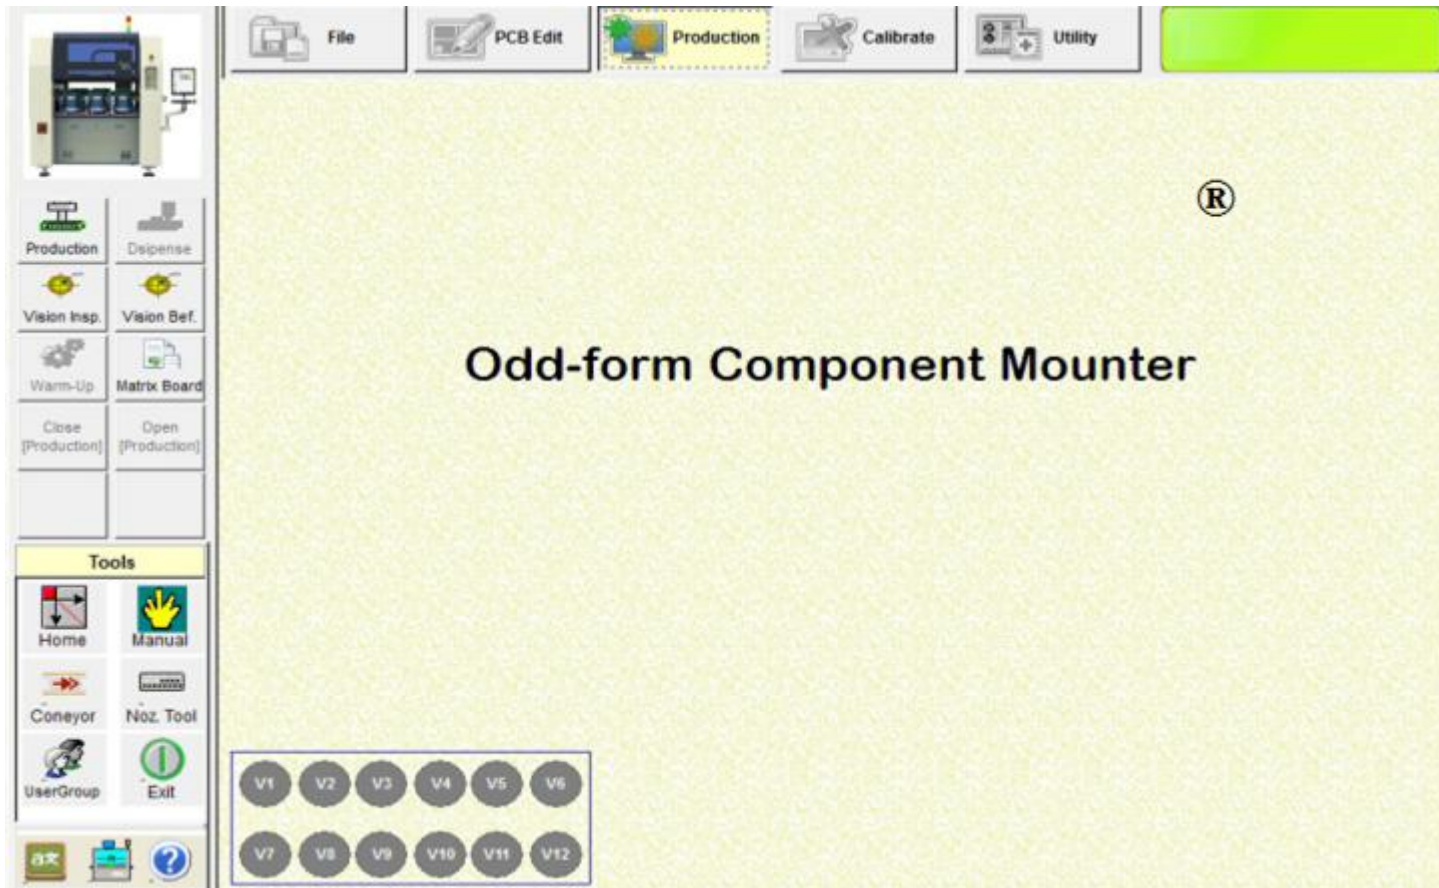 File PCB Edit Production Calibrate Utility
®
Odd-form Component Mounter
Production Dsipense
Vision Insp. Vision Bef.
Warm-Up Matrix Board
Close Open
[Production] [Production]
Tools
Home Manual
Coneyor Noz. Tool
UserGroup Exit
V1 V2 V3 V4 V5 V6
V7 V8 V9 V10 V11 V12
?